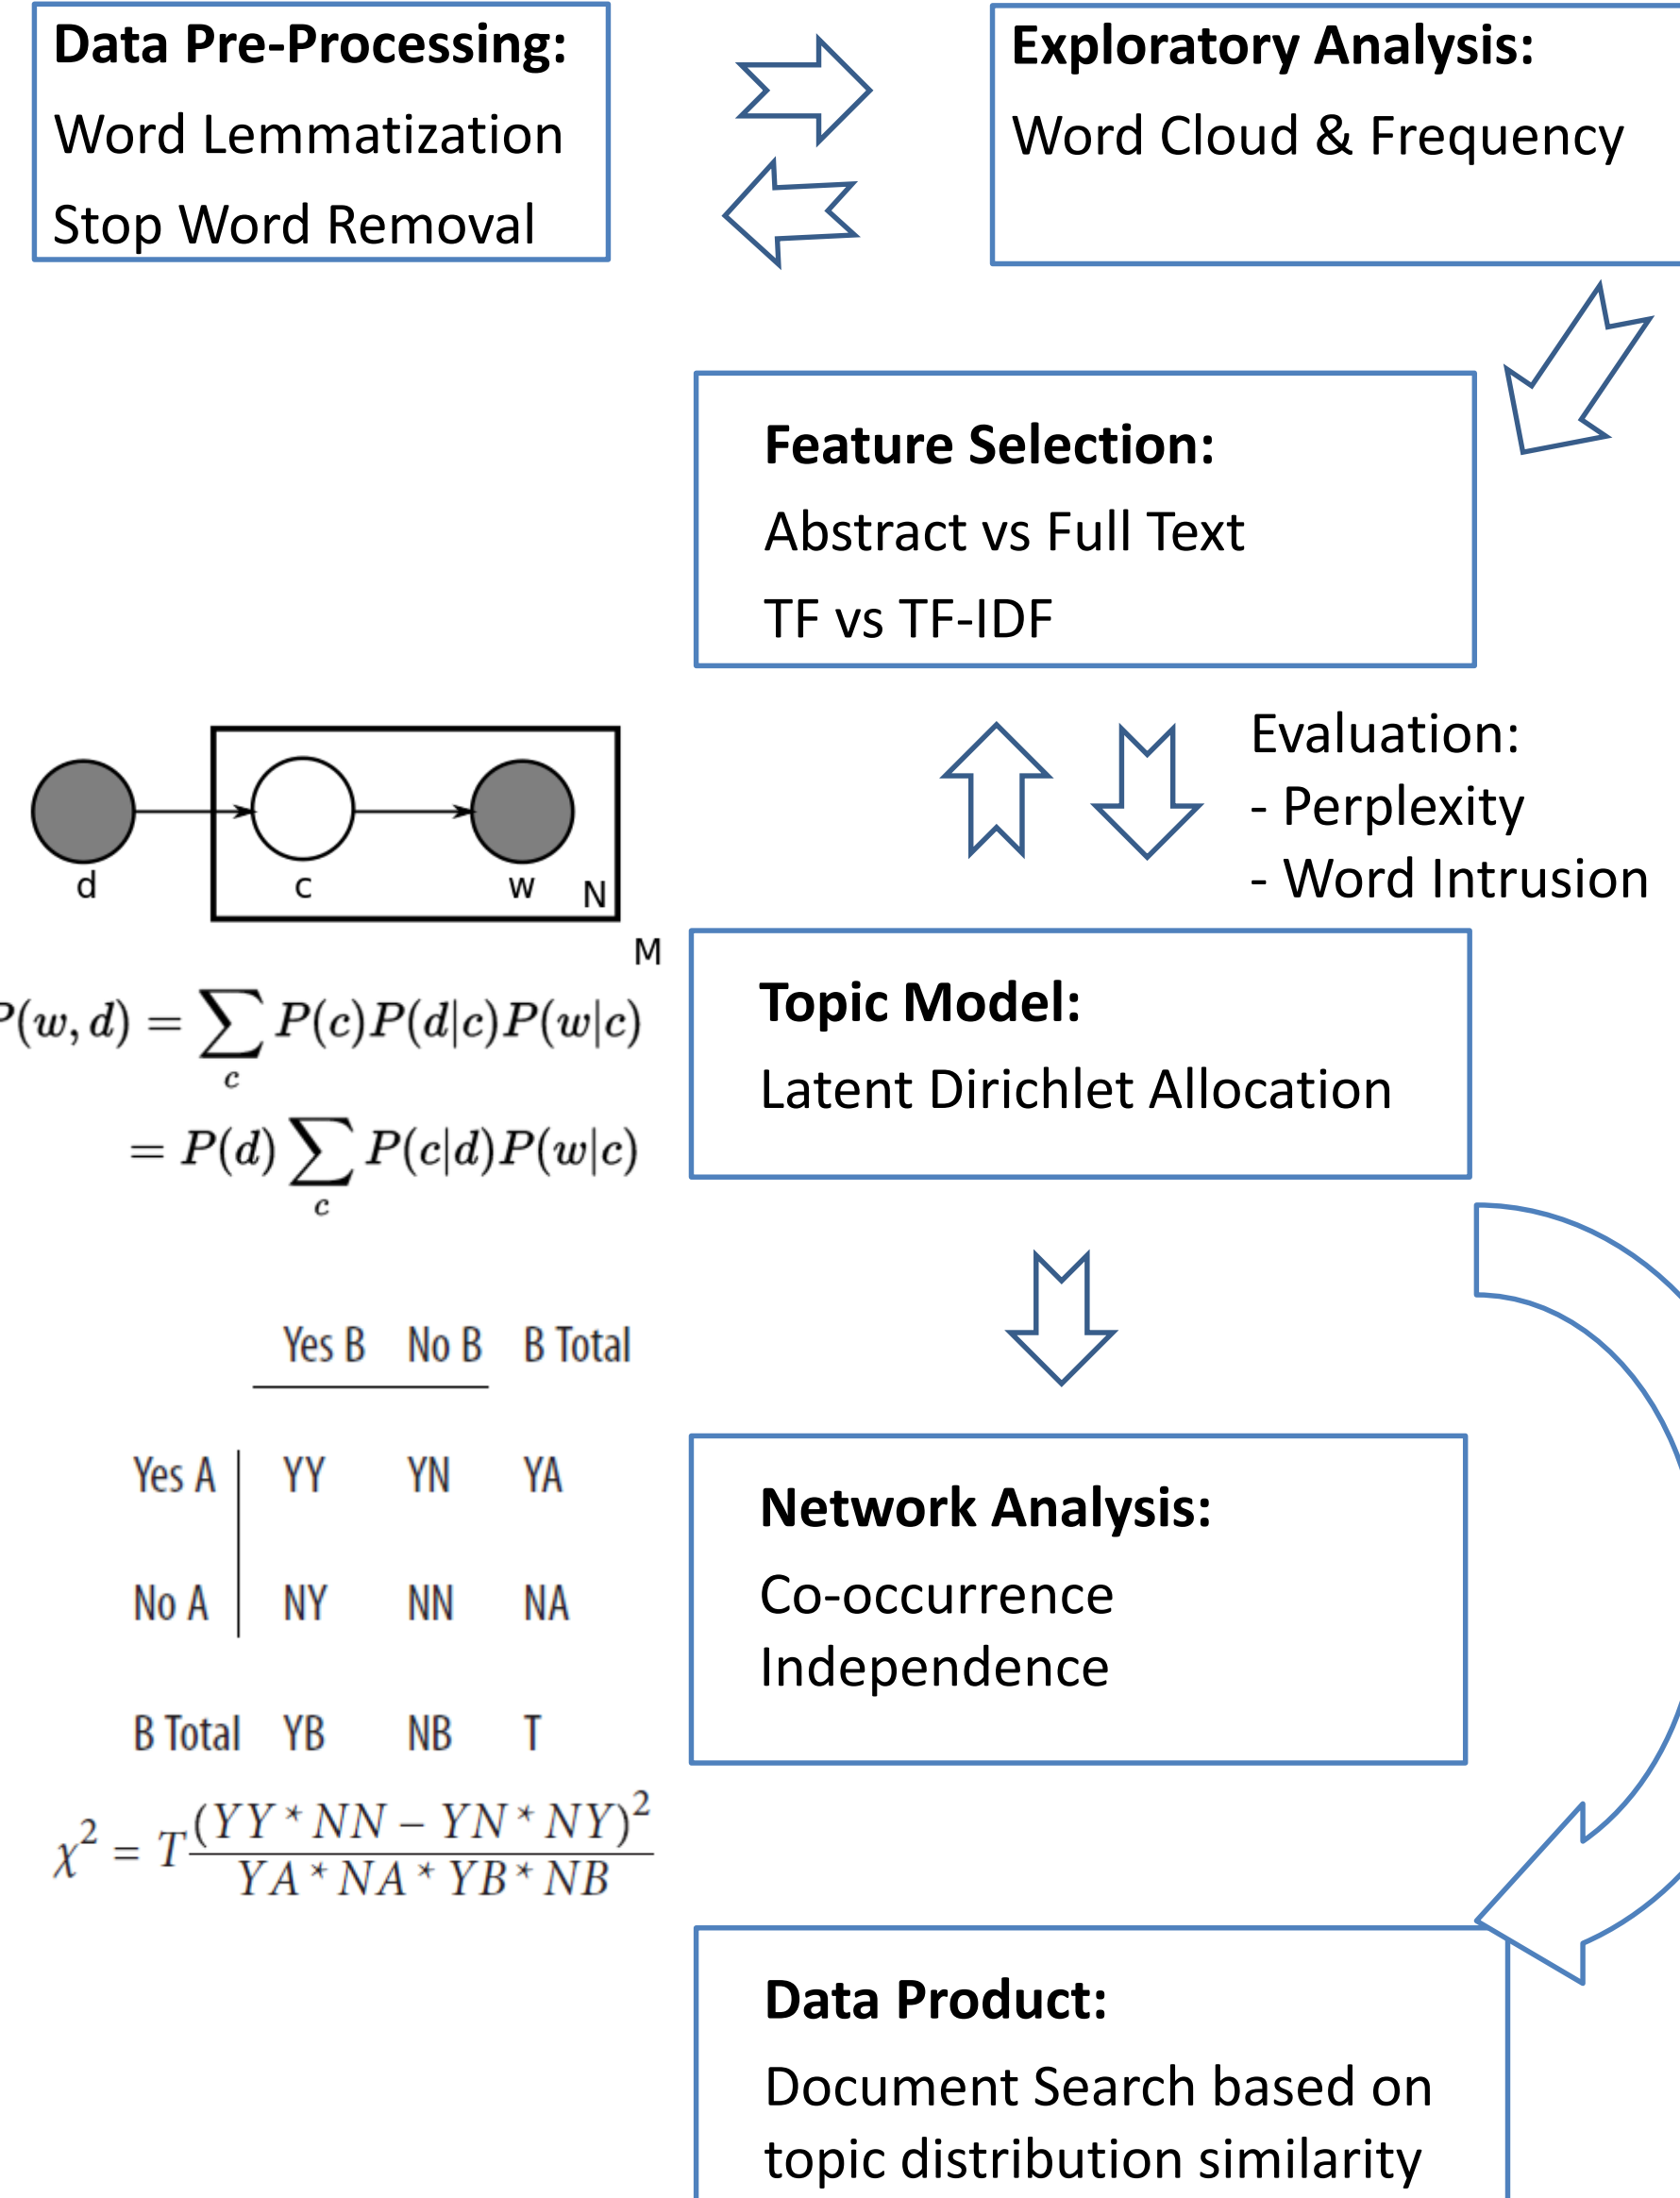 Data Pre-Processing:
Word Lemmatization
Stop Word Removal
Exploratory Analysis:
Word Cloud & Frequency
Feature Selection:
Abstract vs Full Text
TF vs TF-IDF
Evaluation:
- Perplexity
- Word Intrusion
d c w N
M
P(w, d) = ∑ P(c)P(d|c)P(w|c)
c
= P(d) ∑ P(c|d)P(w|c)
c
Topic Model:
Latent Dirichlet Allocation
Yes B No B B Total
Yes A YY YN YA
No A NY NN NA
B Total YB NB T
χ² = T (YY * NN – YN * NY)²
YA * NA * YB * NB
Network Analysis:
Co-occurrence
Independence
Data Product:
Document Search based on
topic distribution similarity